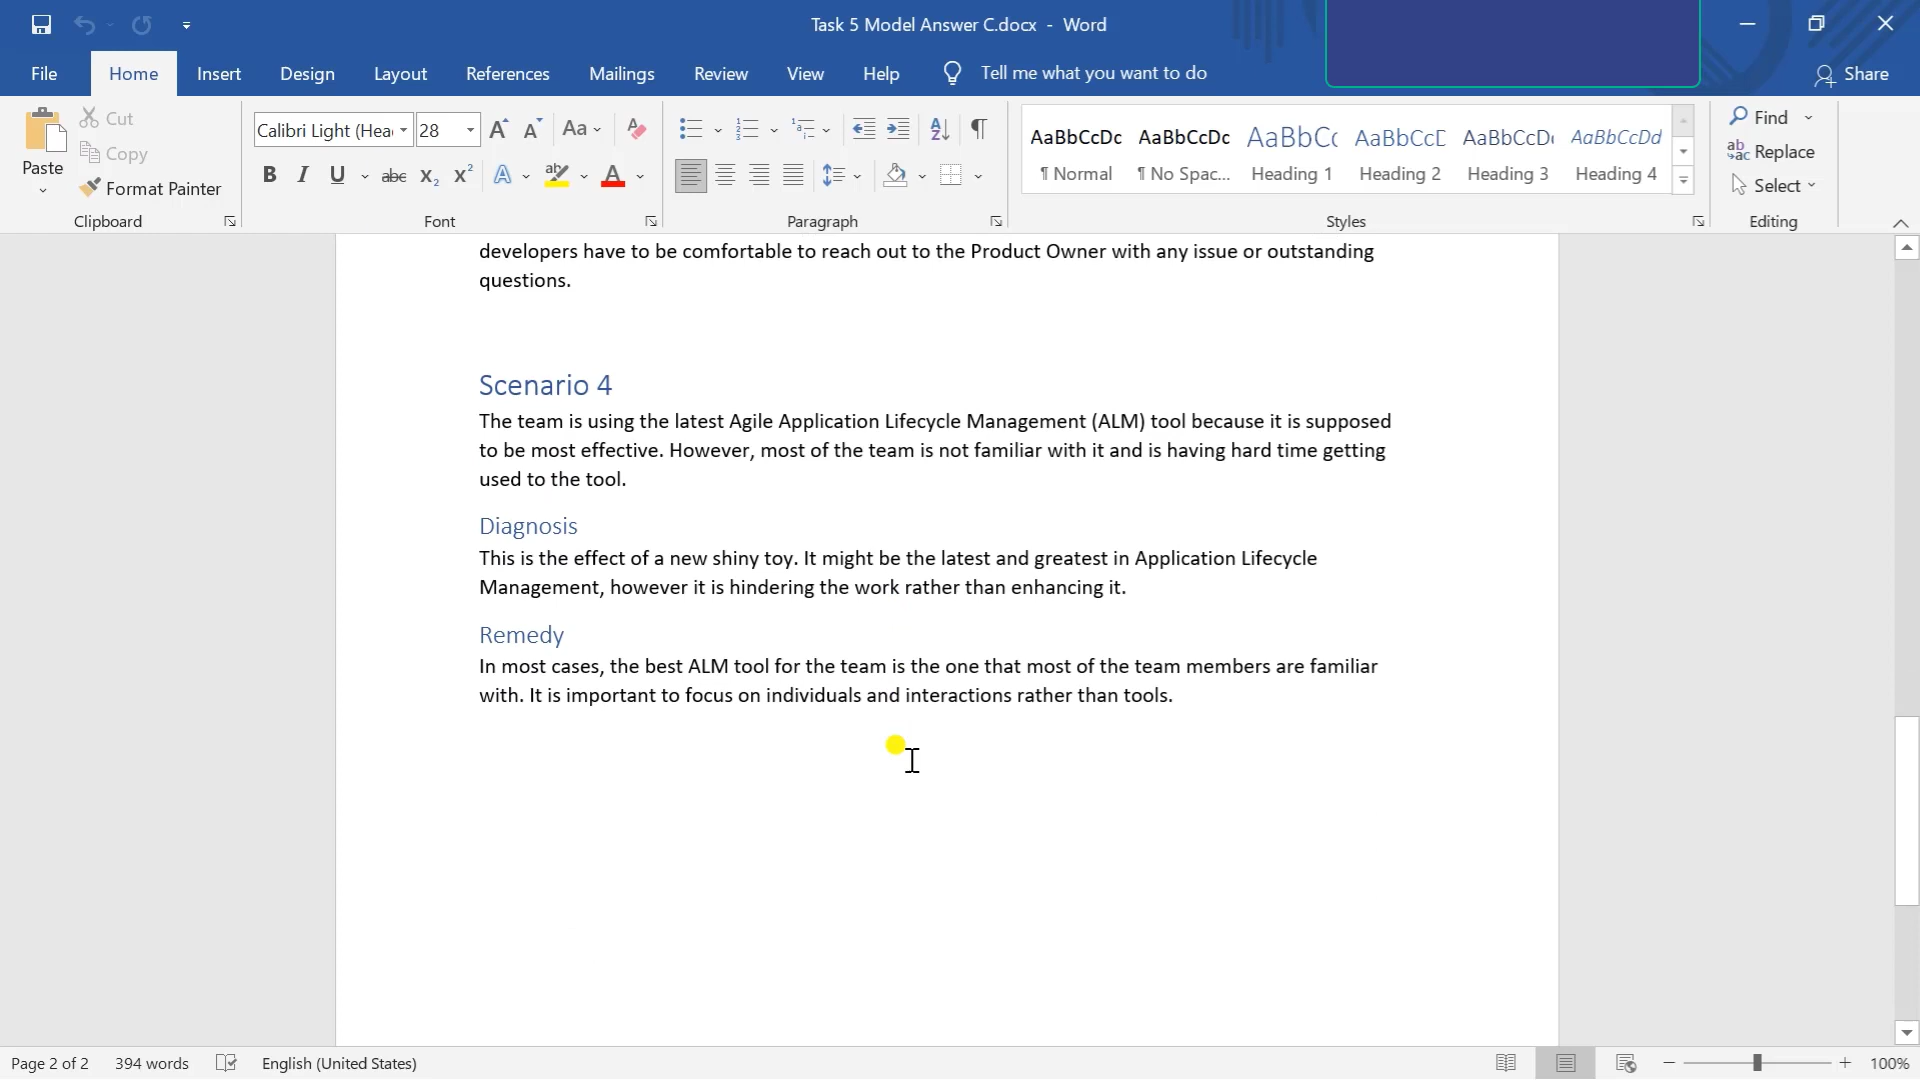 Task 5 Model Answer C.docx - Word
File Home Insert Design Layout References Mailings Review View Help Tell me what you want to do Share
Paste
Cut
Copy
Format Painter
Clipboard
Calibri Light (Hea 28 Aa
B I U abc X₂ X² A ab A
Font
Paragraph
AaBbCcDc AaBbCcDc AaBbCc AaBbCcD AaBbCcD AaBbCcDd
¶ Normal ¶ No Spac... Heading 1 Heading 2 Heading 3 Heading 4
Styles
Find
Replace
Select
Editing
developers have to be comfortable to reach out to the Product Owner with any issue or outstanding
questions.
Scenario 4
The team is using the latest Agile Application Lifecycle Management (ALM) tool because it is supposed
to be most effective. However, most of the team is not familiar with it and is having hard time getting
used to the tool.
Diagnosis
This is the effect of a new shiny toy. It might be the latest and greatest in Application Lifecycle
Management, however it is hindering the work rather than enhancing it.
Remedy
In most cases, the best ALM tool for the team is the one that most of the team members are familiar
with. It is important to focus on individuals and interactions rather than tools.
Page 2 of 2 394 words English (United States) 100%